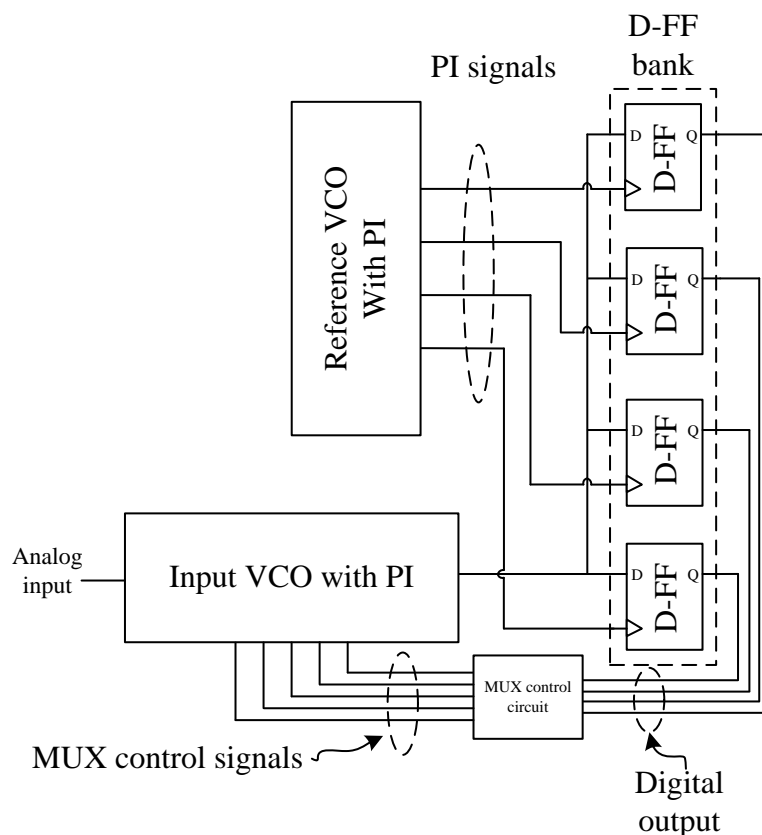 D-FF
bank
PI signals
D
Q
D-FF
Reference VCO
With PI
D
Q
D-FF
D
Q
D-FF
Analog
input
Input VCO with PI
D
Q
D-FF
MUX control
circuit
MUX control signals
Digital
output